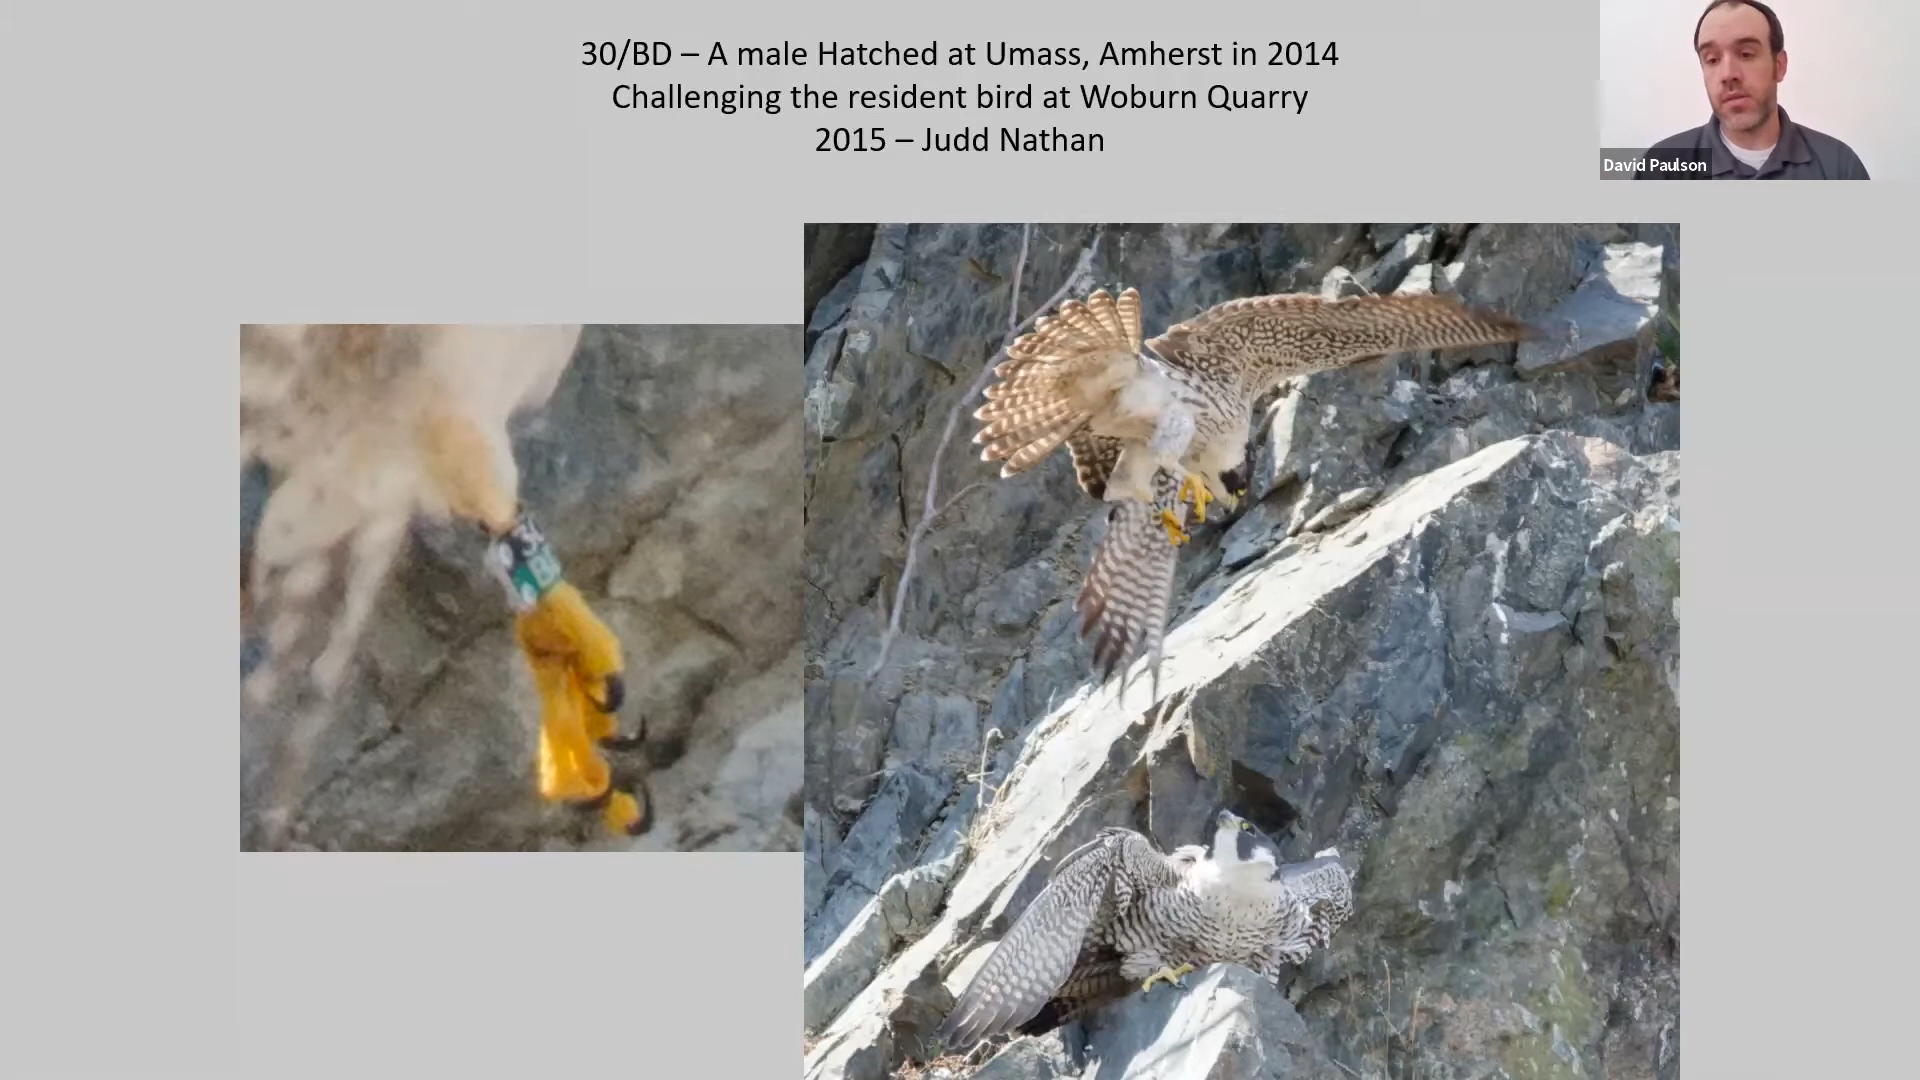 30/BD – A male Hatched at Umass, Amherst in 2014
Challenging the resident bird at Woburn Quarry
2015 – Judd Nathan
David Paulson